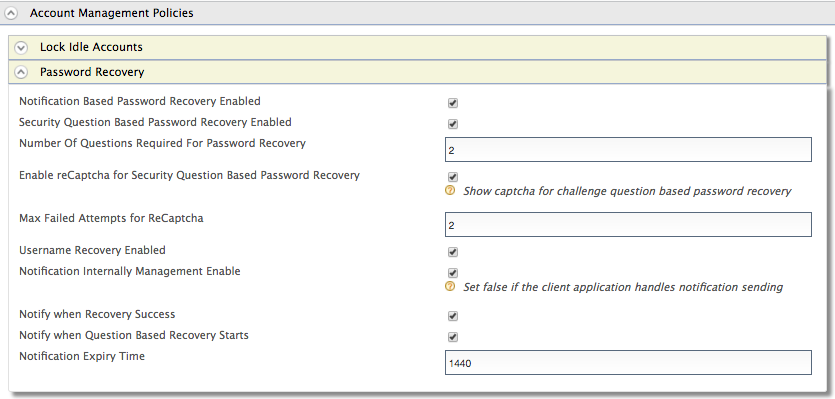 Account Management Policies
Lock Idle Accounts
Password Recovery
Notification Based Password Recovery Enabled
Security Question Based Password Recovery Enabled
Number Of Questions Required For Password Recovery
2
Enable reCaptcha for Security Question Based Password Recovery
? Show captcha for challenge question based password recovery
Max Failed Attempts for ReCaptcha
2
Username Recovery Enabled
Notification Internally Management Enable
? Set false if the client application handles notification sending
Notify when Recovery Success
Notify when Question Based Recovery Starts
Notification Expiry Time
1440